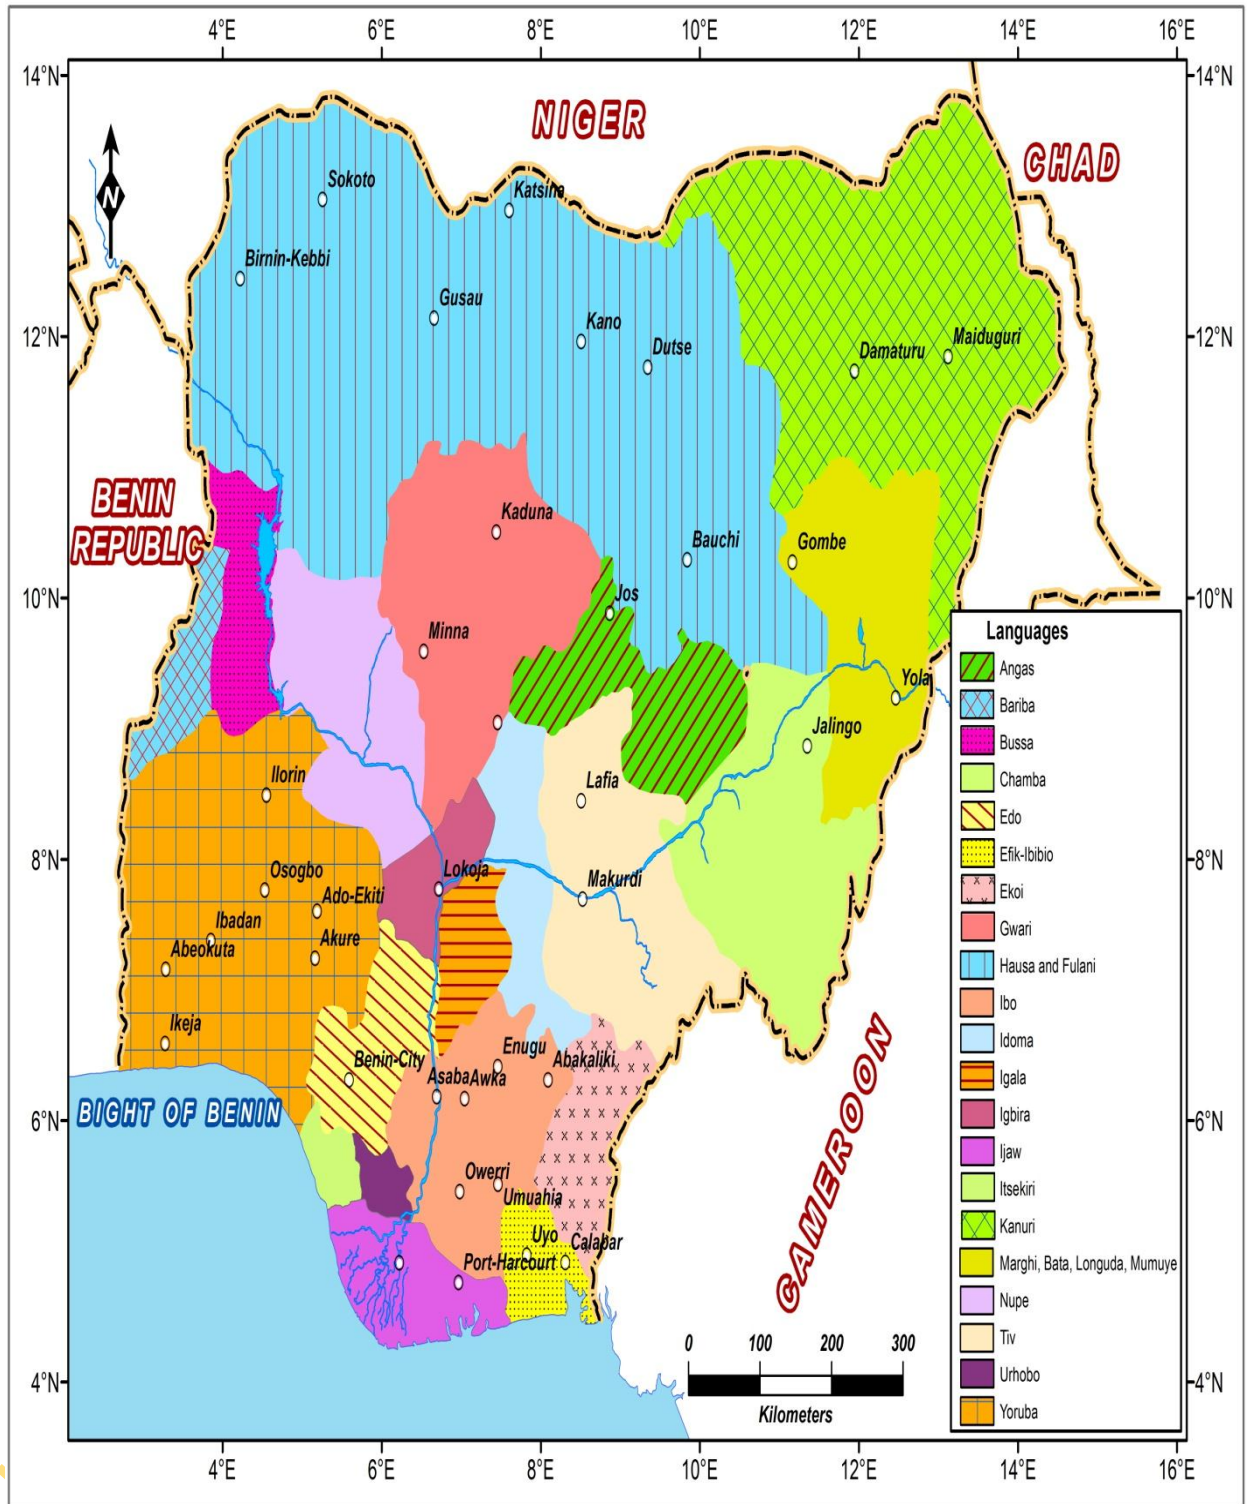 4°E 6°E 8°E 10°E 12°E 14°E 16°E
14°N 14°N
NIGER
CHAD
N
Sokoto
Katsina
Birnin-Kebbi
Gusau
Kano
Dutse
12°N 12°N
Damaturu
Maiduguri
BENIN
REPUBLIC
Kaduna
Bauchi
Gombe
10°N 10°N
Jos
Minna
Yola
Jalingo
Ilorin
Lafia
8°N 8°N
Osogbo
Lokoja
Makurdi
Ado-Ekiti
Ibadan
Akure
Abeokuta
Ikeja
Benin-City
Enugu
Abakaliki
Asaba
Awka
BIGHT OF BENIN
6°N 6°N
Owerri
Umuahia
Uyo
Calabar
Port-Harcourt
CAMEROON
Languages
Angas
Bariba
Bussa
Chamba
Edo
Efik-Ibibio
Ekoi
Gwari
Hausa and Fulani
Ibo
Idoma
Igala
Igbira
Ijaw
Itsekiri
Kanuri
Marghi, Bata, Longuda, Mumuye
Nupe
Tiv
Urhobo
Yoruba
0 100 200 300
Kilometers
4°N 4°N
4°E 6°E 8°E 10°E 12°E 14°E 16°E